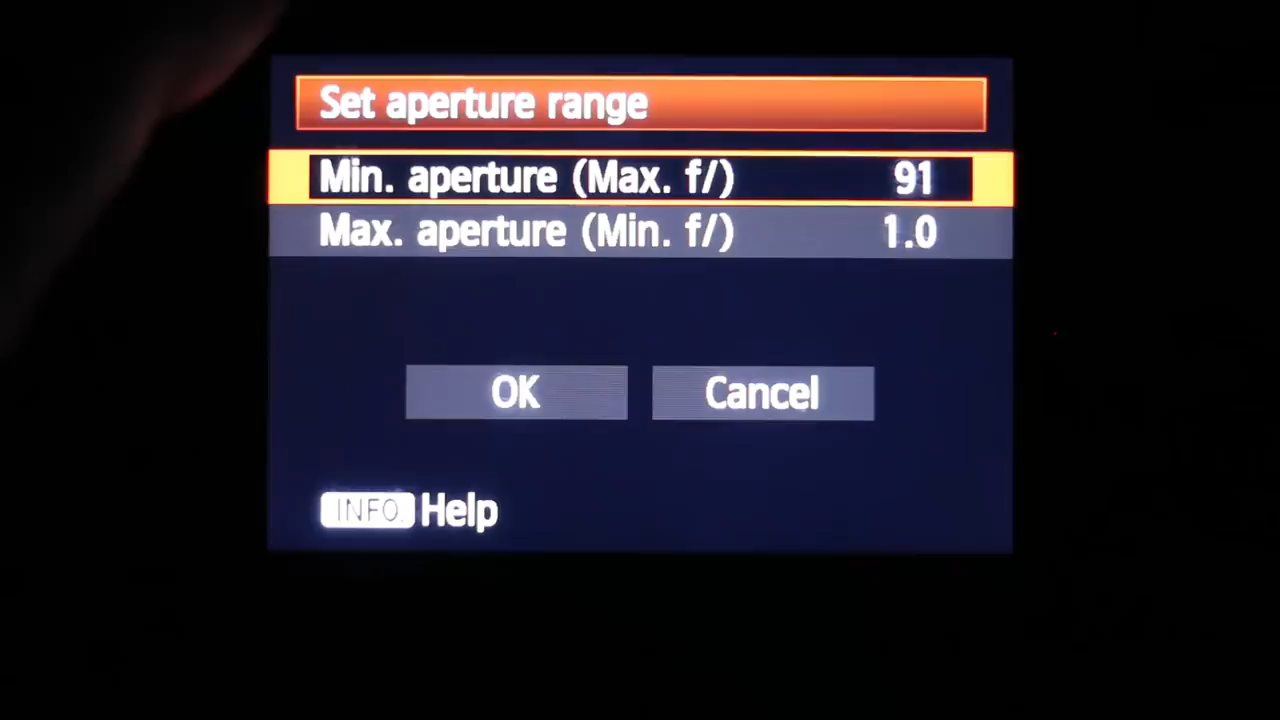 Set aperture range
Min. aperture (Max. f/) 91
Max. aperture (Min. f/) 1.0
OK Cancel
INFO. Help